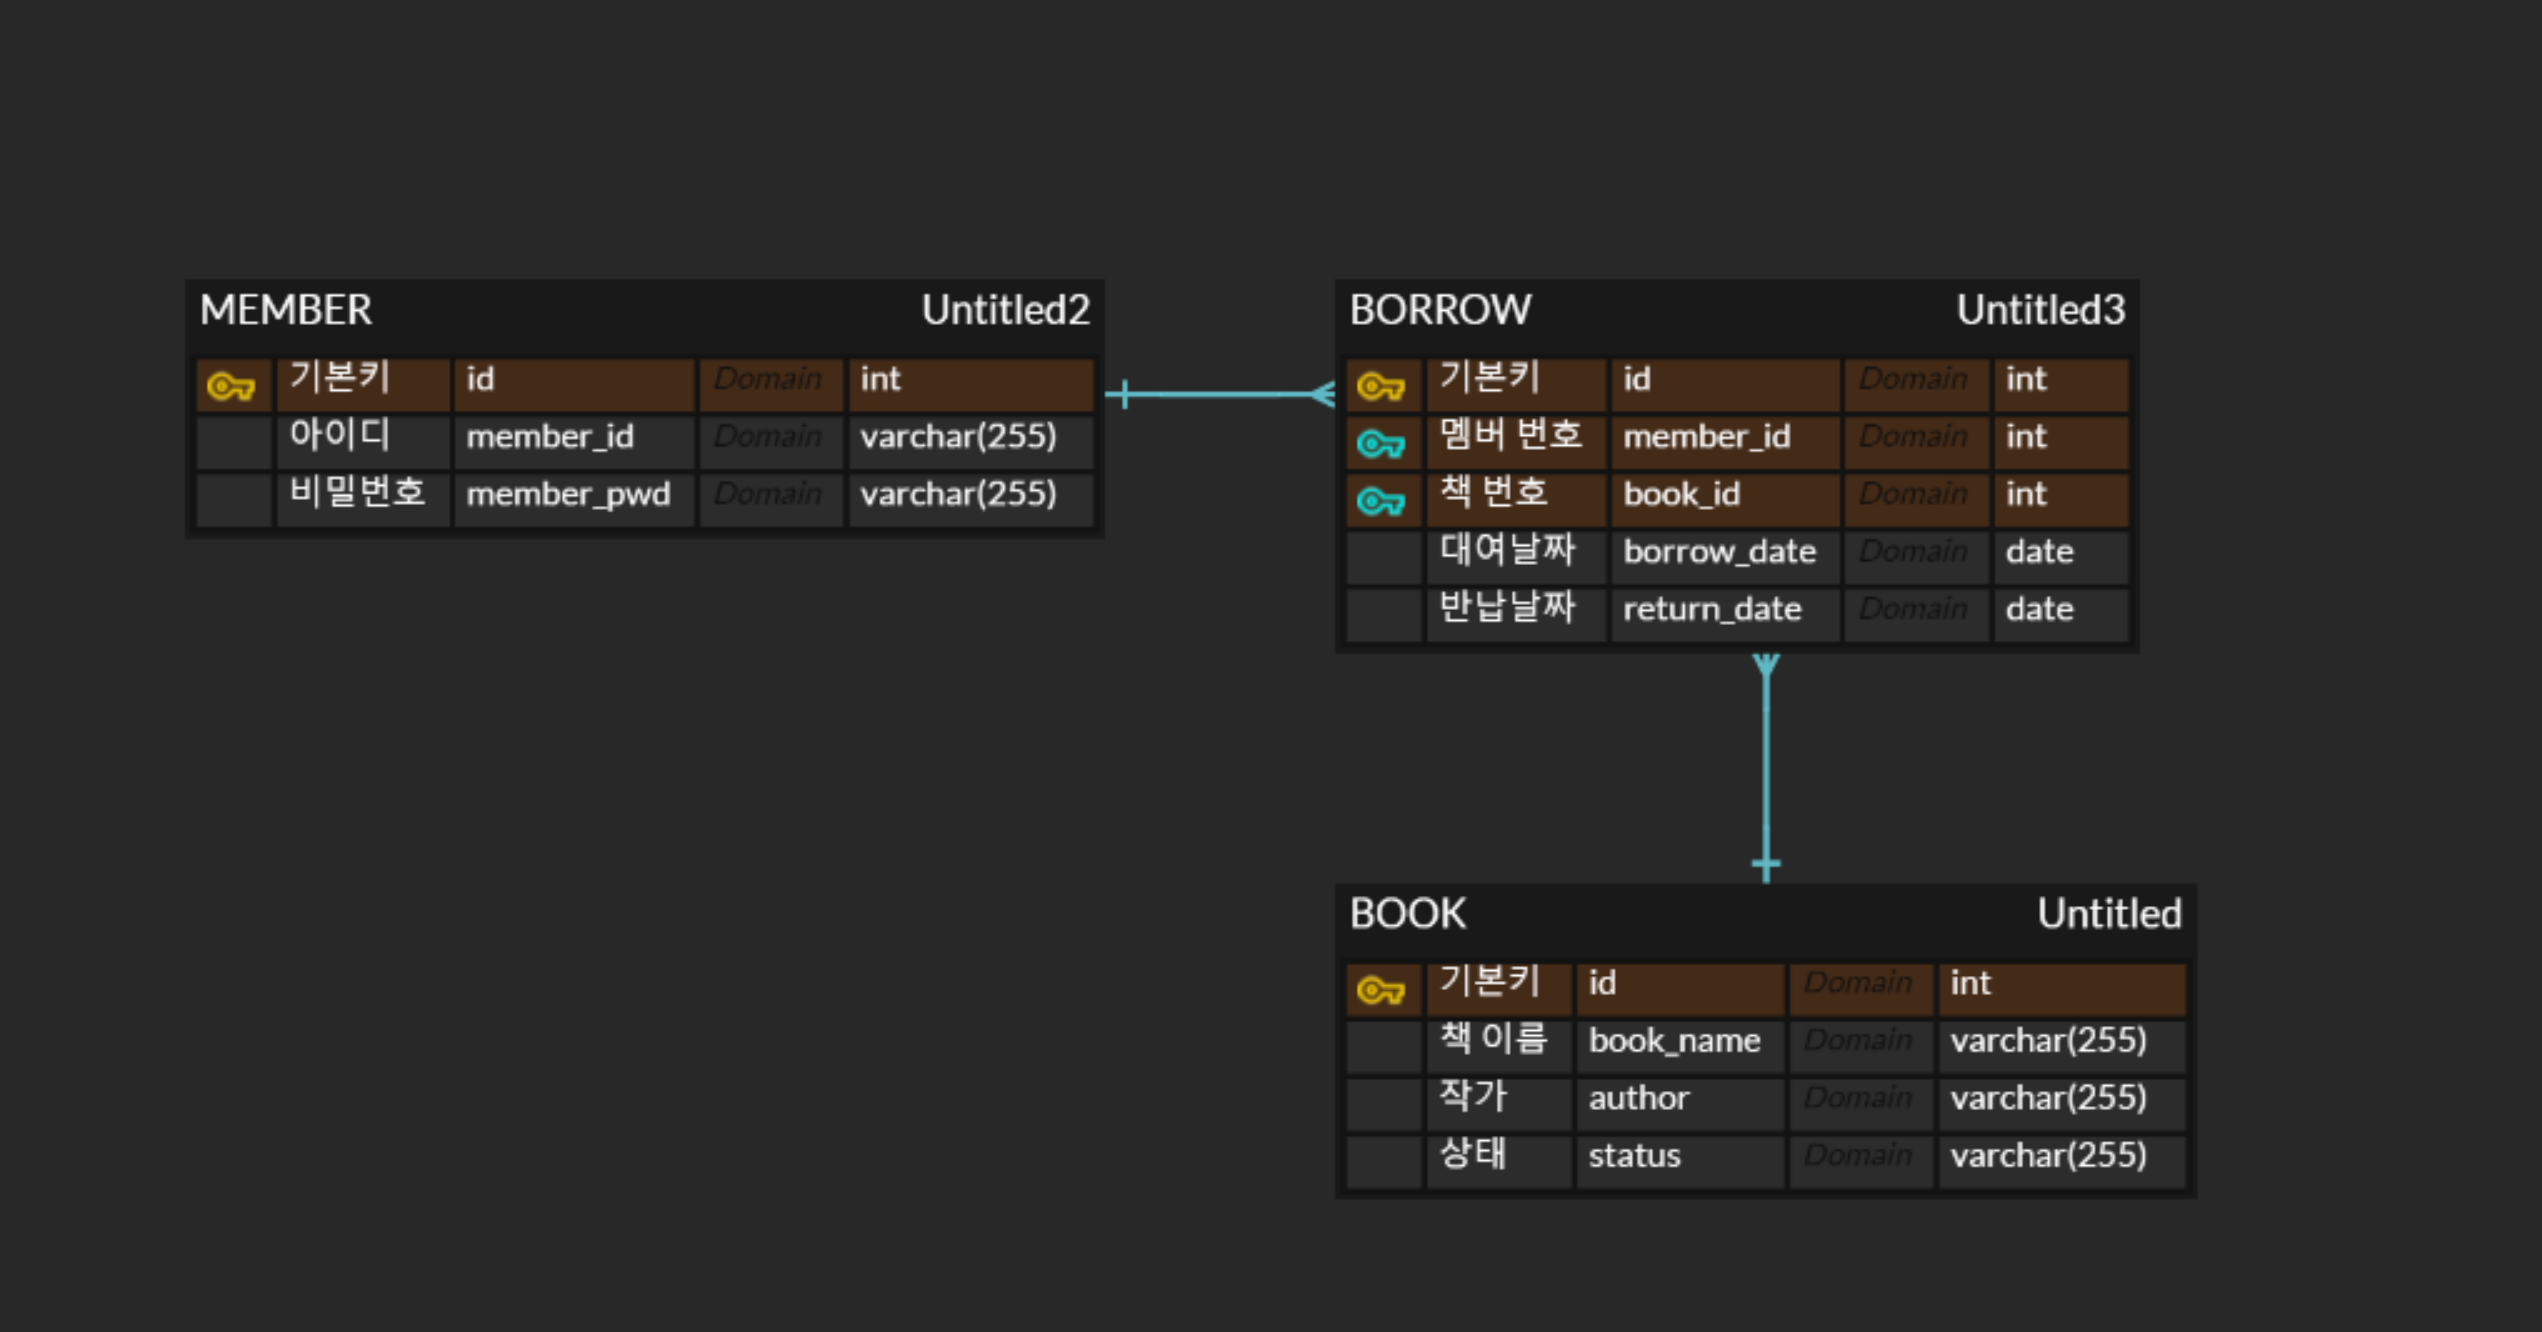 MEMBER Untitled2
기본키 id Domain int
아이디 member_id Domain varchar(255)
비밀번호 member_pwd Domain varchar(255)
BORROW Untitled3
기본키 id Domain int
멤버 번호 member_id Domain int
책 번호 book_id Domain int
대여날짜 borrow_date Domain date
반납날짜 return_date Domain date
BOOK Untitled
기본키 id Domain int
책 이름 book_name Domain varchar(255)
작가 author Domain varchar(255)
상태 status Domain varchar(255)